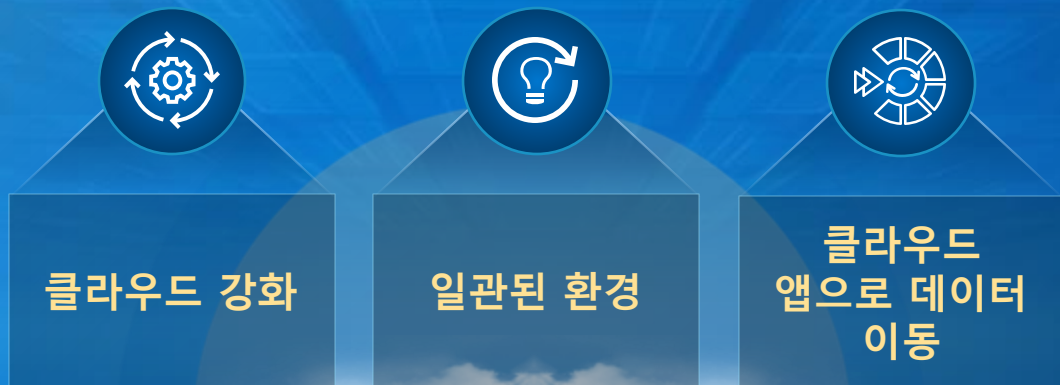 클라우드 강화
일관된 환경
클라우드
앱으로 데이터
이동